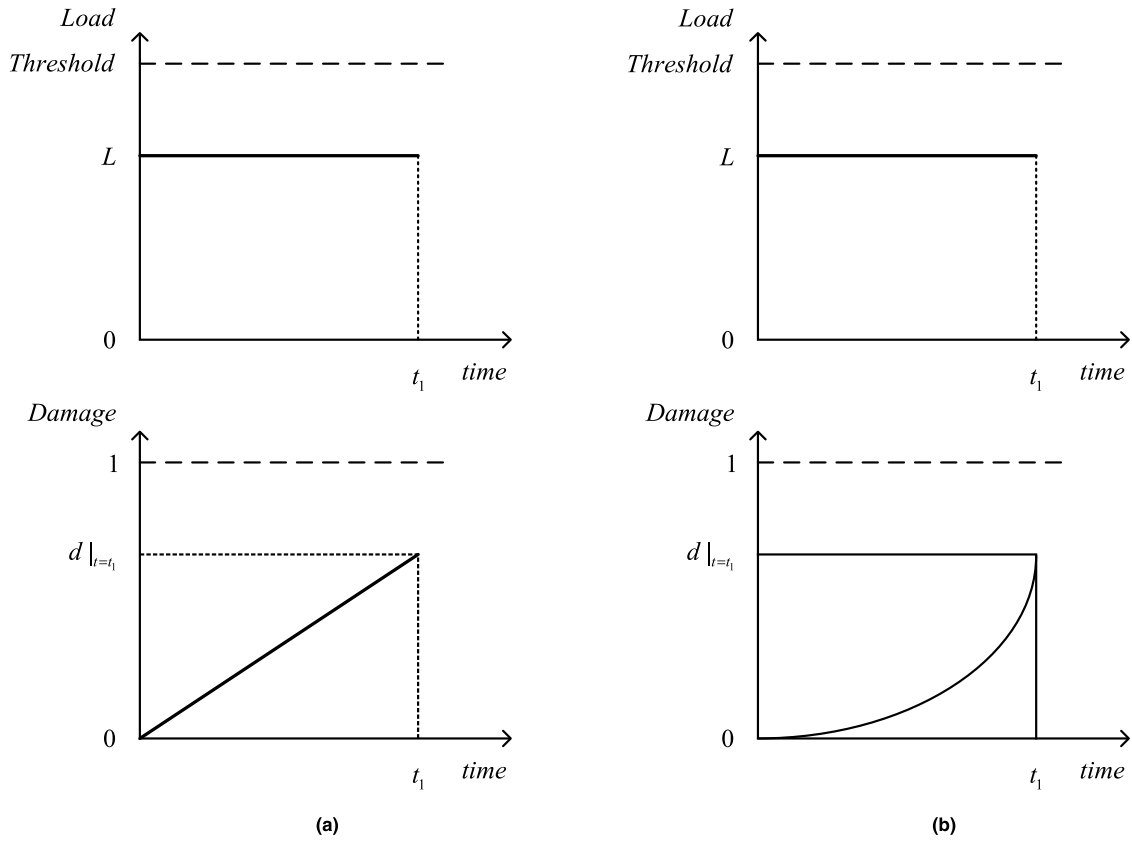 Load
Threshold
L
0
t₁ time
Damage
1
d |ₜ₌ₜ₁
0
t₁ time
(a)
Load
Threshold
L
0
t₁ time
Damage
1
d |ₜ₌ₜ₁
0
t₁ time
(b)